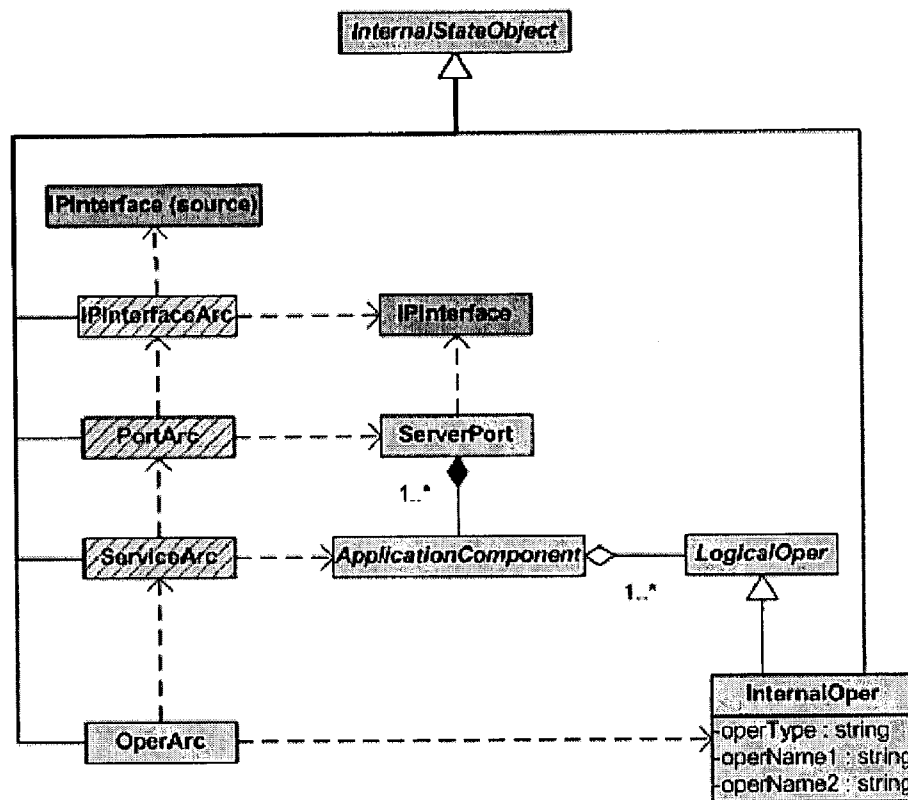 InternalStateObject
IPInterface (source)
IPInterfaceArc
IPInterface
PortArc
ServerPort
1..*
ServiceArc
ApplicationComponent
LogicalOper
1..*
InternalOper
OperArc
-operType : string
-operName1 : string
-operName2 : string